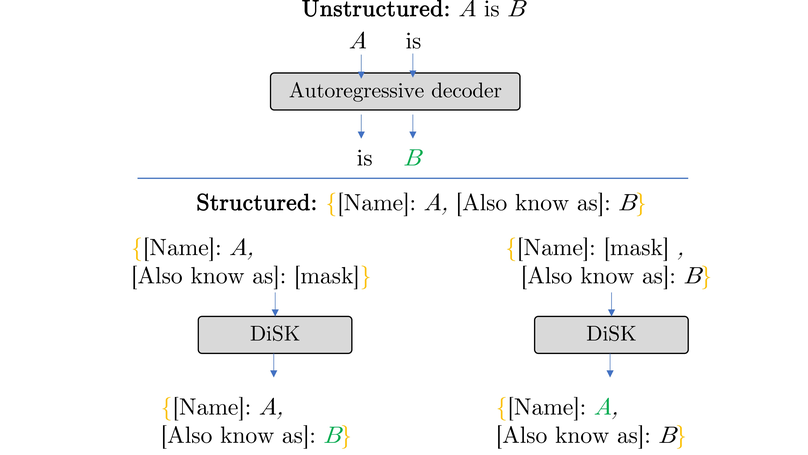 Unstructured: A is B
A is
Autoregressive decoder
is B
Structured: {[Name]: A, [Also know as]: B}
{[Name]: A,
[Also know as]: [mask]}
DiSK
{[Name]: A,
[Also know as]: B}
{[Name]: [mask] ,
[Also know as]: B}
DiSK
{[Name]: A,
[Also know as]: B}